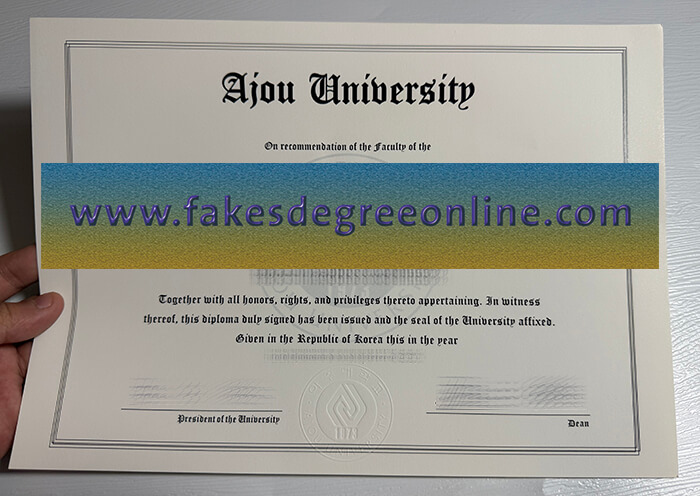 Ajou University
On recommendation of the Faculty of the
www.fakesdegreeonline.com
Together with all honors, rights, and privileges thereto appertaining. In witness
thereof, this diploma duly signed has been issued and the seal of the University affixed.
Given in the Republic of Korea this in the year
President of the University
Dean
1973